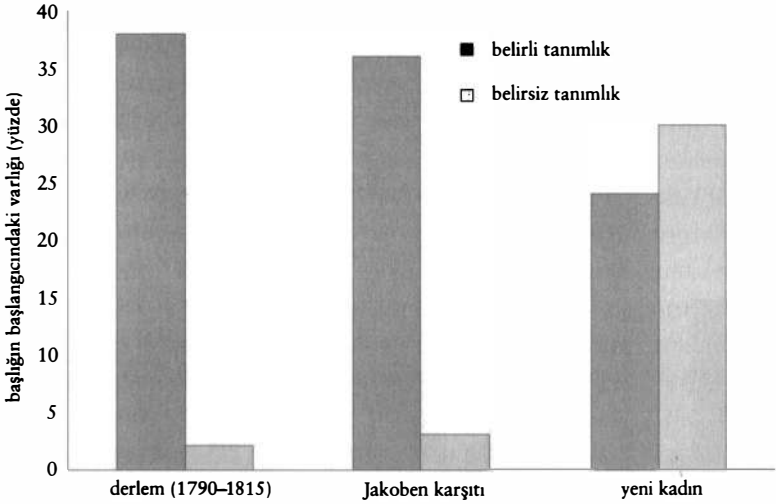 başlığın başlangıcındaki varlığı (yüzde)
40
35
30
25
20
15
10
5
0
belirli tanımlık
belirsiz tanımlık
derlem (1790–1815)
Jakoben karşıtı
yeni kadın